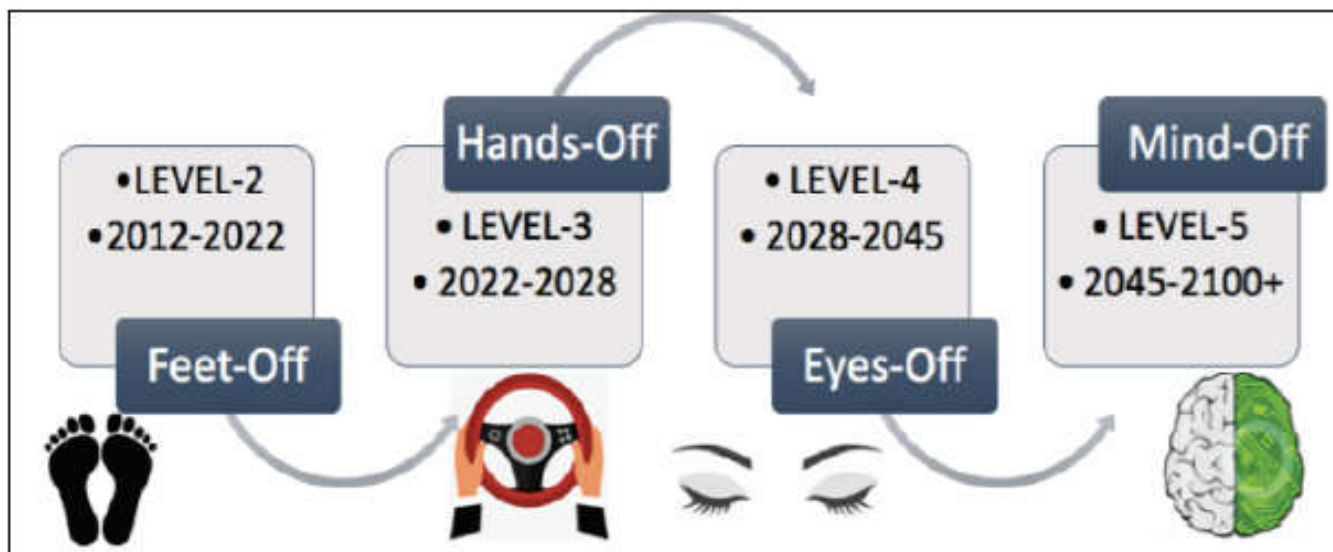 •LEVEL-2
•2012-2022
Feet-Off
Hands-Off
• LEVEL-3
• 2022-2028
• LEVEL-4
• 2028-2045
Eyes-Off
Mind-Off
• LEVEL-5
• 2045-2100+